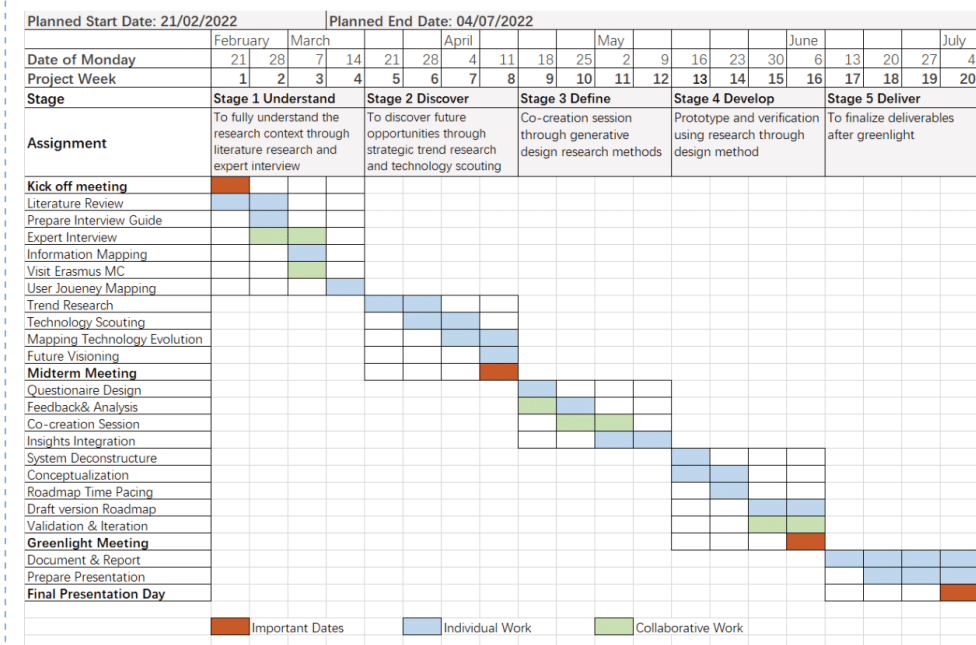 Planned Start Date: 21/02/2022 Planned End Date: 04/07/2022
February March April May June July
Date of Monday 21 28 7 14 21 28 4 11 18 25 2 9 16 23 30 6 13 20 27 4
Project Week 1 2 3 4 5 6 7 8 9 10 11 12 13 14 15 16 17 18 19 20
Stage Stage 1 Understand Stage 2 Discover Stage 3 Define Stage 4 Develop Stage 5 Deliver
Assignment
To fully understand the
research context through
literature research and
expert interview
To discover future
opportunities through
strategic trend research
and technology scouting
Co-creation session
through generative
design research methods
Prototype and verification
using research through
design method
To finalize deliverables
after greenlight
Kick off meeting
Literature Review
Prepare Interview Guide
Expert Interview
Information Mapping
Visit Erasmus MC
User Joueney Mapping
Trend Research
Technology Scouting
Mapping Technology Evolution
Future Visioning
Midterm Meeting
Questionaire Design
Feedback& Analysis
Co-creation Session
Insights Integration
System Deconstructure
Conceptualization
Roadmap Time Pacing
Draft version Roadmap
Validation & Iteration
Greenlight Meeting
Document & Report
Prepare Presentation
Final Presentation Day
Important Dates Individual Work Collaborative Work